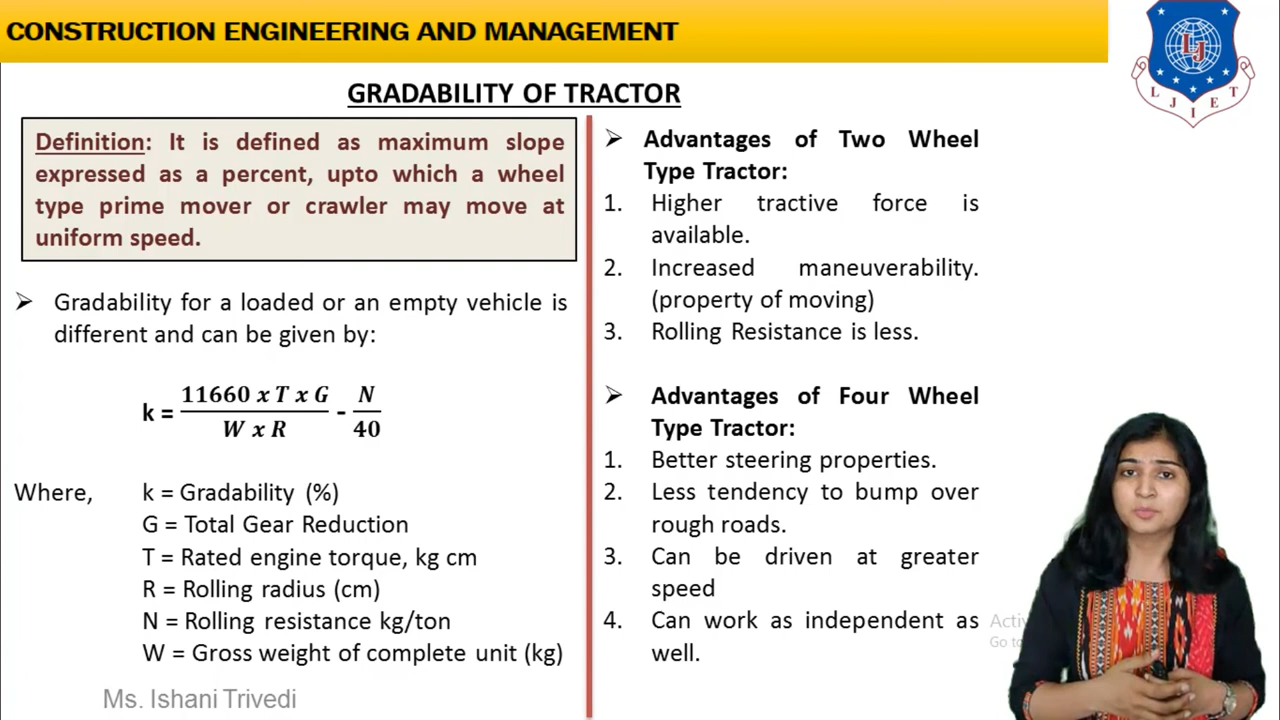 CONSTRUCTION ENGINEERING AND MANAGEMENT
LJ
L J I E T
GRADABILITY OF TRACTOR
Definition: It is defined as maximum slope
expressed as a percent, upto which a wheel
type prime mover or crawler may move at
uniform speed.
➢ Gradability for a loaded or an empty vehicle is
different and can be given by:
k = 11660 x T x G / W x R - N / 40
Where, k = Gradability (%)
G = Total Gear Reduction
T = Rated engine torque, kg cm
R = Rolling radius (cm)
N = Rolling resistance kg/ton
W = Gross weight of complete unit (kg)
Ms. Ishani Trivedi
➢ Advantages of Two Wheel
Type Tractor:
1. Higher tractive force is
available.
2. Increased maneuverability.
(property of moving)
3. Rolling Resistance is less.
➢ Advantages of Four Wheel
Type Tractor:
1. Better steering properties.
2. Less tendency to bump over
rough roads.
3. Can be driven at greater
speed
4. Can work as independent as
well.
Go to